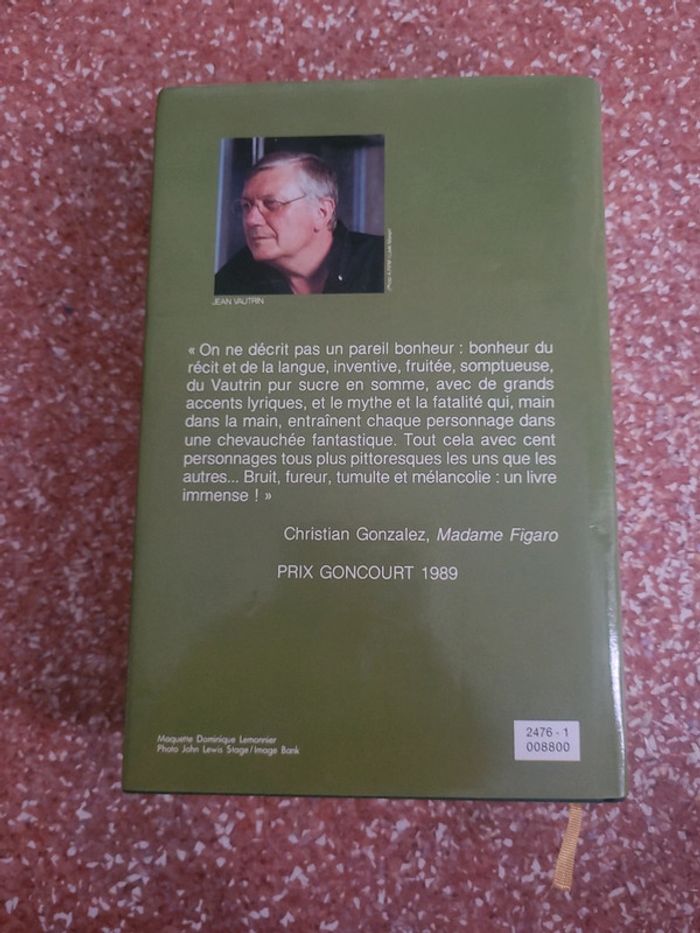 JEAN VAUTRIN
« On ne décrit pas un pareil bonheur : bonheur du
récit et de la langue, inventive, fruitée, somptueuse,
du Vautrin pur sucre en somme, avec de grands
accents lyriques, et le mythe et la fatalité qui, main
dans la main, entraînent chaque personnage dans
une chevauchée fantastique. Tout cela avec cent
personnages tous plus pittoresques les uns que les
autres... Bruit, fureur, tumulte et mélancolie : un livre
immense ! »
Christian Gonzalez, Madame Figaro
PRIX GONCOURT 1989
Maquette Dominique Lemonnier
Photo John Lewis Stage / Image Bank
2476 - 1
008800